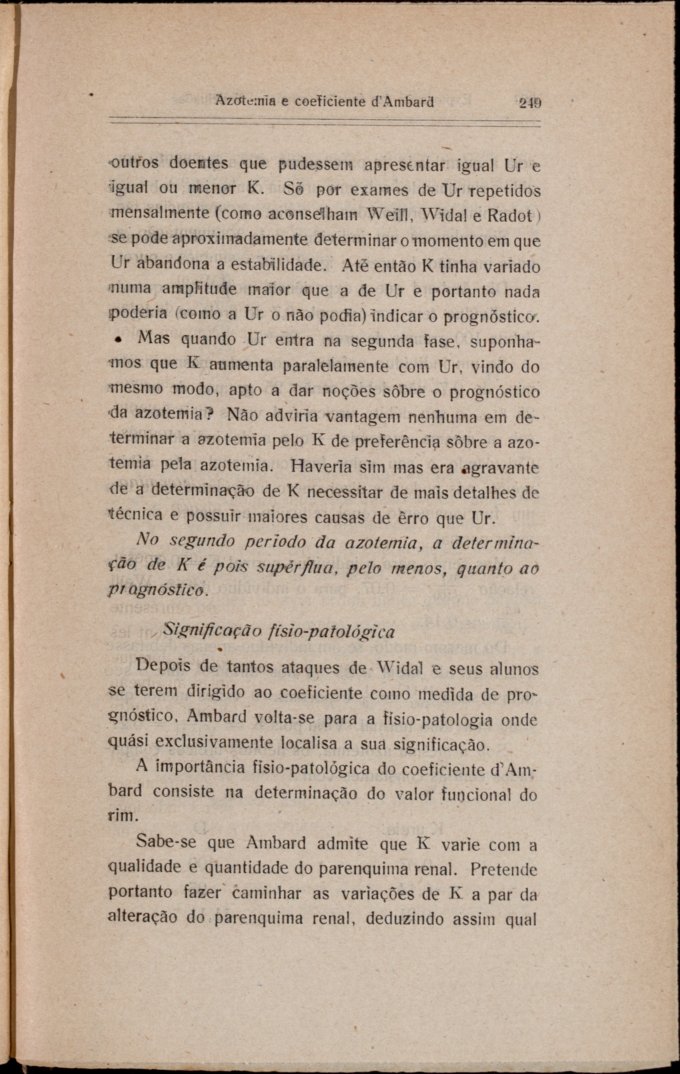 Azotemia e coeficiente d'Ambard 249
outros doentes que pudessem apresentar igual Ur e
igual ou menor K. Só por exames de Ur repetidos
mensalmente (como aconselham Weill, Widal e Radot)
se pode aproximadamente determinar o momento em que
Ur abandona a estabilidade. Até então K tinha variado
numa amplitude maior que a de Ur e portanto nada
poderia (como a Ur o não podia) indicar o prognóstico.
Mas quando Ur entra na segunda fase, suponha-
mos que K aumenta paralelamente com Ur, vindo do
mesmo modo, apto a dar noções sôbre o prognóstico
da azotemia? Não adviria vantagem nenhuma em de-
terminar a azotemia pelo K de preferência sôbre a azo-
temia pela azotemia. Haveria sim mas era agravante
de a determinação de K necessitar de mais detalhes de
técnica e possuir maiores causas de êrro que Ur.
No segundo periodo da azotemia, a determina-
ção de K é pois supérflua, pelo menos, quanto ao
prognóstico.
Significação físio-patológica
Depois de tantos ataques de Widal e seus alunos
se terem dirigido ao coeficiente como medida de pro-
gnóstico, Ambard volta-se para a fisio-patologia onde
quási exclusivamente localisa a sua significação.
A importância fisio-patológica do coeficiente d'Am-
bard consiste na determinação do valor funcional do
rim.
Sabe-se que Ambard admite que K varie com a
qualidade e quantidade do parenquima renal. Pretende
portanto fazer caminhar as variações de K a par da
alteração do parenquima renal, deduzindo assim qual